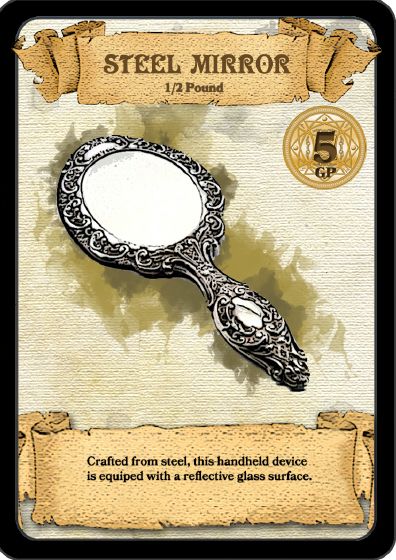 STEEL MIRROR
1/2 Pound
5
GP
Crafted from steel, this handheld device
is equiped with a reflective glass surface.